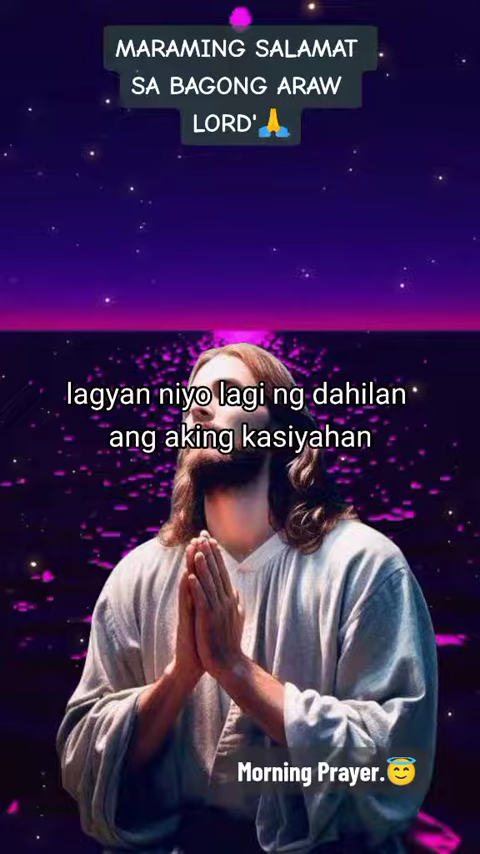 MARAMING SALAMAT
SA BAGONG ARAW
LORD'🙏
lagyan niyo lagi ng dahilan
ang aking kasiyahan
Morning Prayer.😇